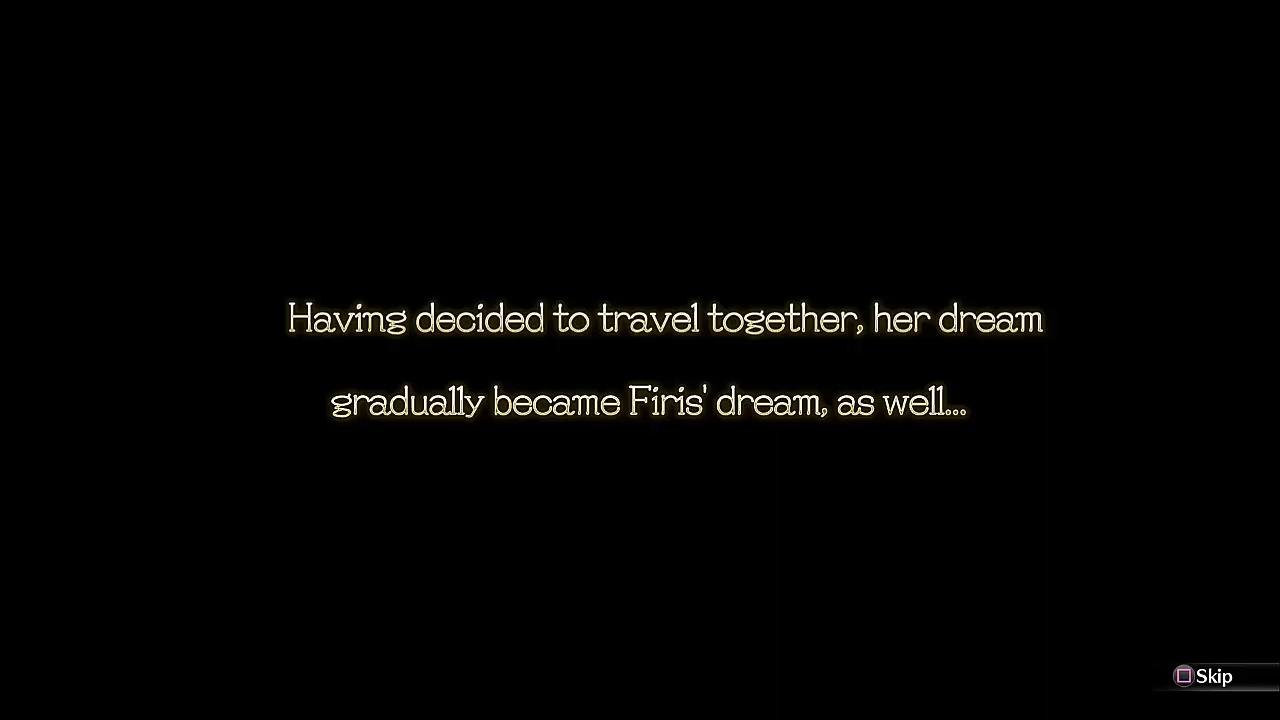 Having decided to travel together, her dream
gradually became Firis' dream, as well...
Skip